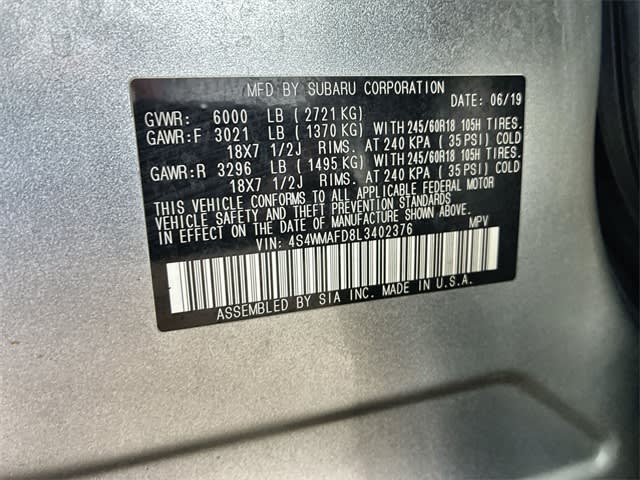 MFD BY SUBARU CORPORATION
DATE: 06/19
GVWR: 6000 LB ( 2721 KG)
GAWR:F 3021 LB ( 1370 KG) WITH 245/60R18 105H TIRES.
18X7 1/2J RIMS. AT 240 KPA ( 35 PSI) COLD
GAWR:R 3296 LB ( 1495 KG) WITH 245/60R18 105H TIRES.
18X7 1/2J RIMS. AT 240 KPA ( 35 PSI) COLD
THIS VEHICLE CONFORMS TO ALL APPLICABLE FEDERAL MOTOR
VEHICLE SAFETY AND THEFT PREVENTION STANDARDS
IN EFFECT ON THE DATE OF MANUFACTURE SHOWN ABOVE.
VIN: 4S4WMAFD8L3402376 MPV
ASSEMBLED BY SIA INC. MADE IN U.S.A.